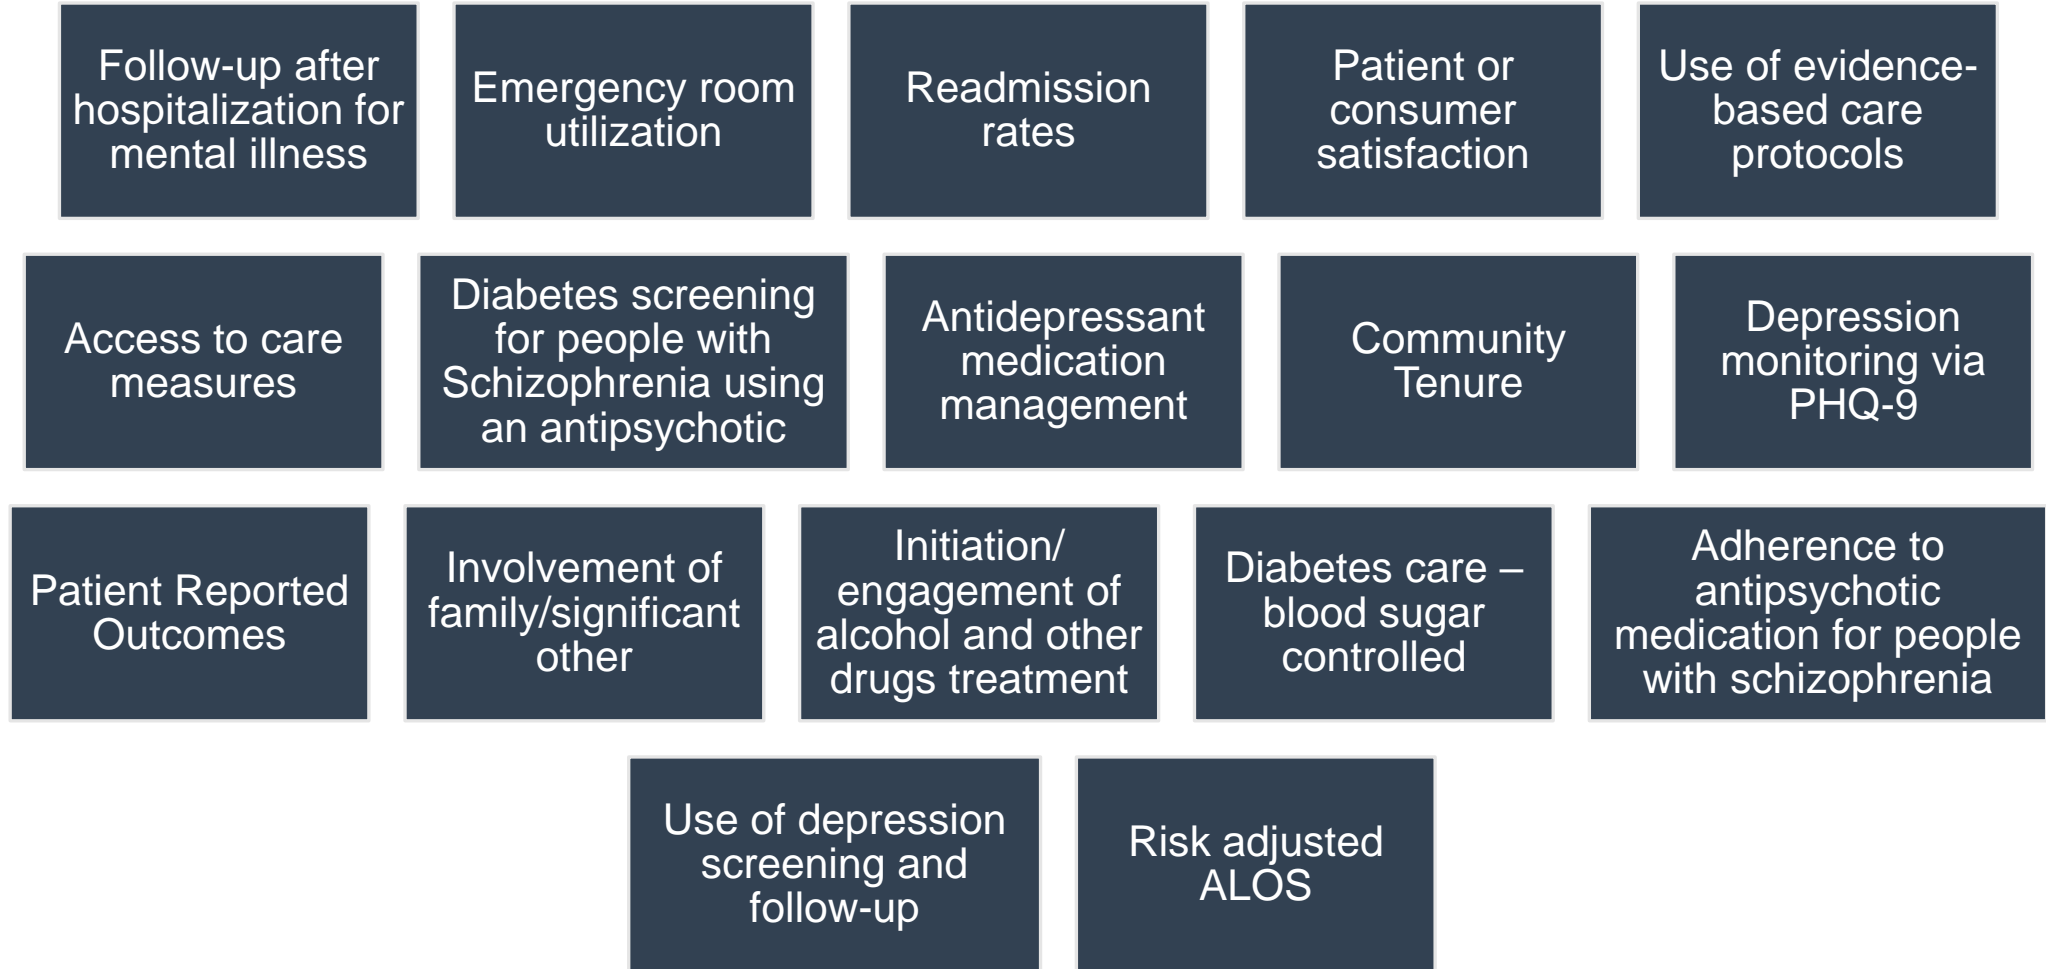 Follow-up after
hospitalization for
mental illness
Emergency room
utilization
Readmission
rates
Patient or
consumer
satisfaction
Use of evidence-
based care
protocols
Access to care
measures
Diabetes screening
for people with
Schizophrenia using
an antipsychotic
Antidepressant
medication
management
Community
Tenure
Depression
monitoring via
PHQ-9
Patient Reported
Outcomes
Involvement of
family/significant
other
Initiation/
engagement of
alcohol and other
drugs treatment
Diabetes care –
blood sugar
controlled
Adherence to
antipsychotic
medication for people
with schizophrenia
Use of depression
screening and
follow-up
Risk adjusted
ALOS